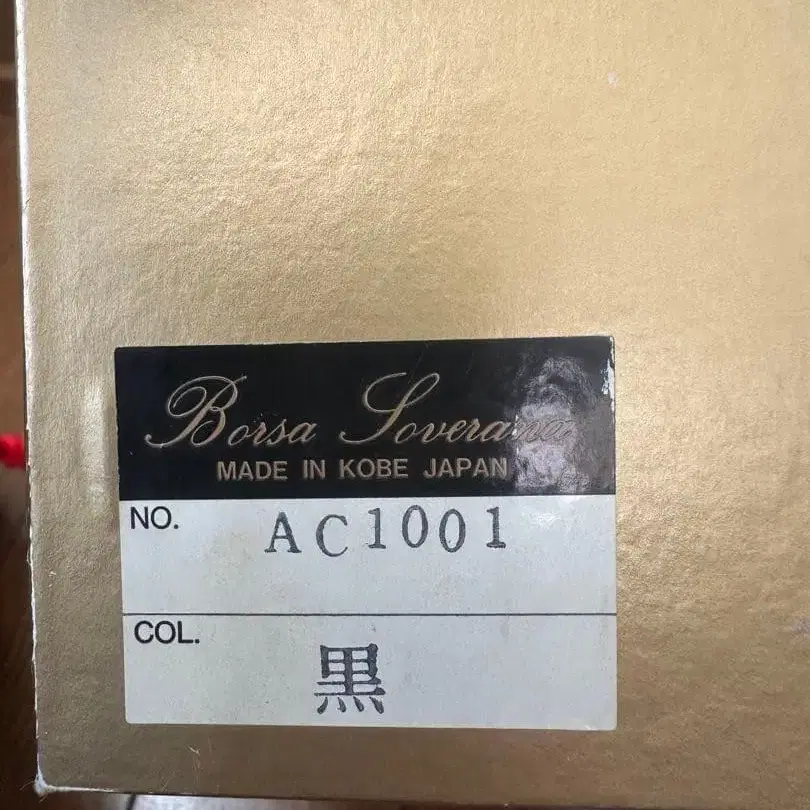 Borsa Soverana
MADE IN KOBE JAPAN
NO. AC1001
COL. 黒